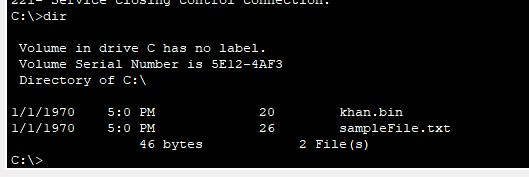 221- Service closing control connection.
C:\>dir
Volume in drive C has no label.
Volume Serial Number is 5E12-4AF3
Directory of C:\
1/1/1970 5:0 PM 20 khan.bin
1/1/1970 5:0 PM 26 sampleFile.txt
46 bytes 2 File(s)
C:\>